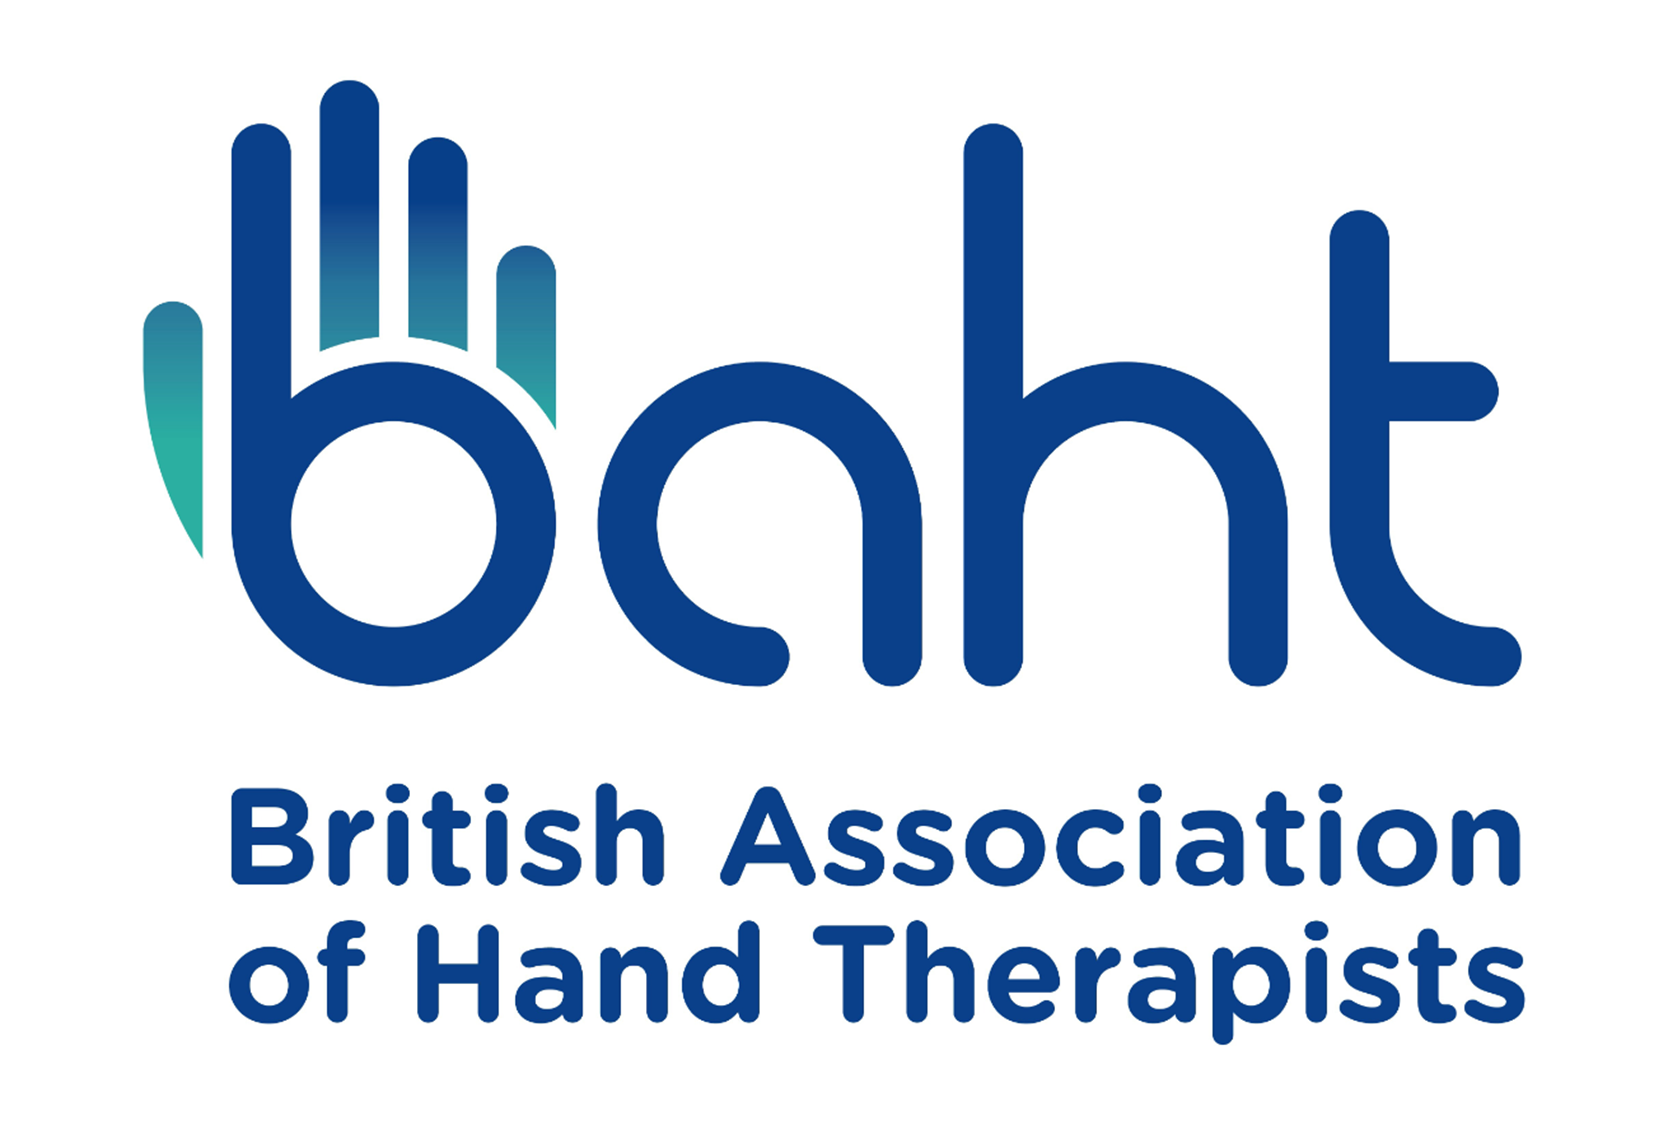 baht
British Association
of Hand Therapists